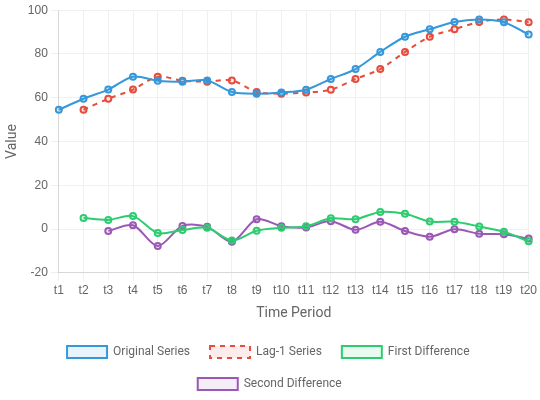 100
80
60
40
20
0
-20
Value
t1 t2 t3 t4 t5 t6 t7 t8 t9 t10 t11 t12 t13 t14 t15 t16 t17 t18 t19 t20
Time Period
Original Series Lag-1 Series First Difference
Second Difference